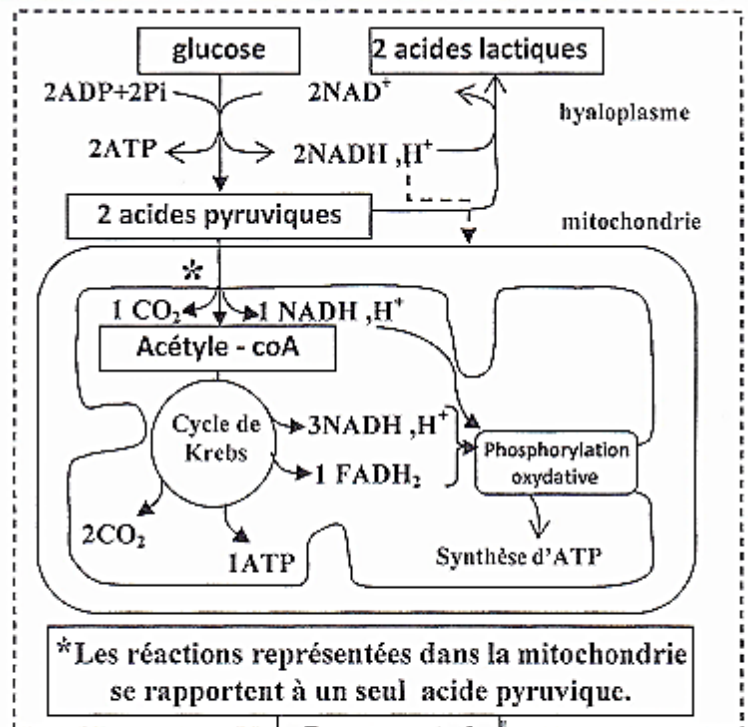 glucose
2 acides lactiques
2ADP+2Pi
2NAD⁺
hyaloplasme
2ATP
2NADH ,H⁺
2 acides pyruviques
mitochondrie
*
1 CO₂
1 NADH ,H⁺
Acétyle - coA
Cycle de
Krebs
3NADH ,H⁺
1 FADH₂
Phosphorylation
oxydative
2CO₂
1ATP
Synthèse d'ATP
*Les réactions représentées dans la mitochondrie
se rapportent à un seul acide pyruvique.